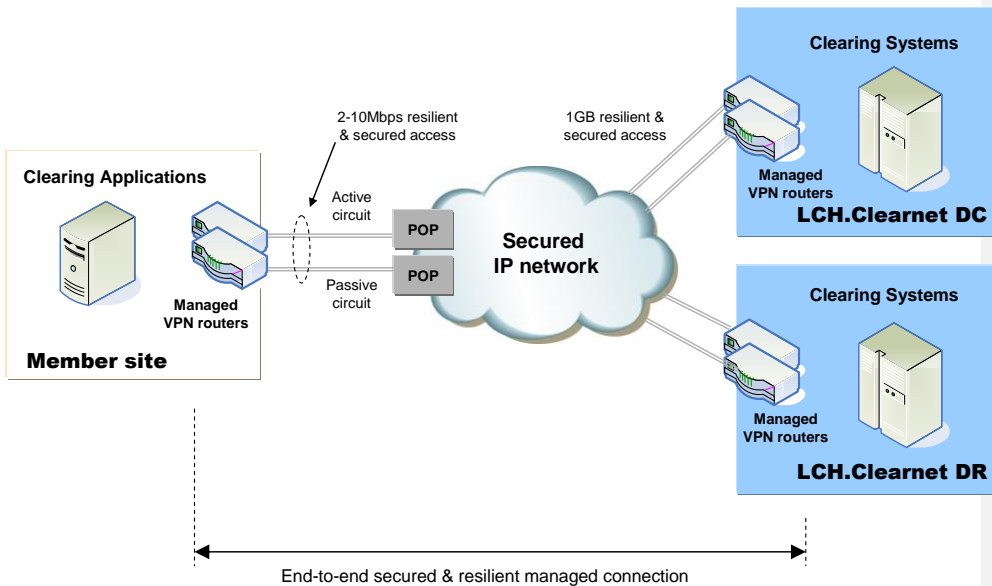 Clearing Applications
Managed
VPN routers
Member site
2-10Mbps resilient
& secured access
Active
circuit
Passive
circuit
POP
POP
Secured
IP network
1GB resilient &
secured access
Clearing Systems
Managed
VPN routers
LCH.Clearnet DC
Clearing Systems
Managed
VPN routers
LCH.Clearnet DR
End-to-end secured & resilient managed connection